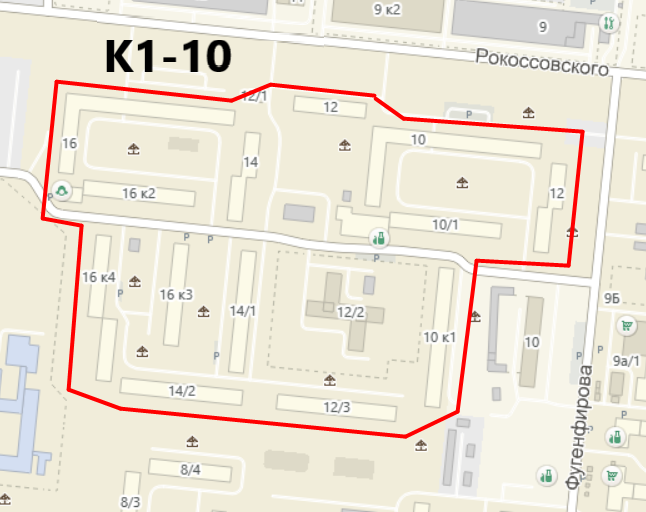 9 к2
9
К1-10
Рокоссовского
12/1
12
Р
16
10
14
16 к2
12
Р
10/1
Р
Р
Р
16 к4
16 к3
14/1
Р
12/2
10 к1
10
9Б
Р
Р
Р
9а/1
14/2
12/3
Р
Фугенфирова
8/4
8/3